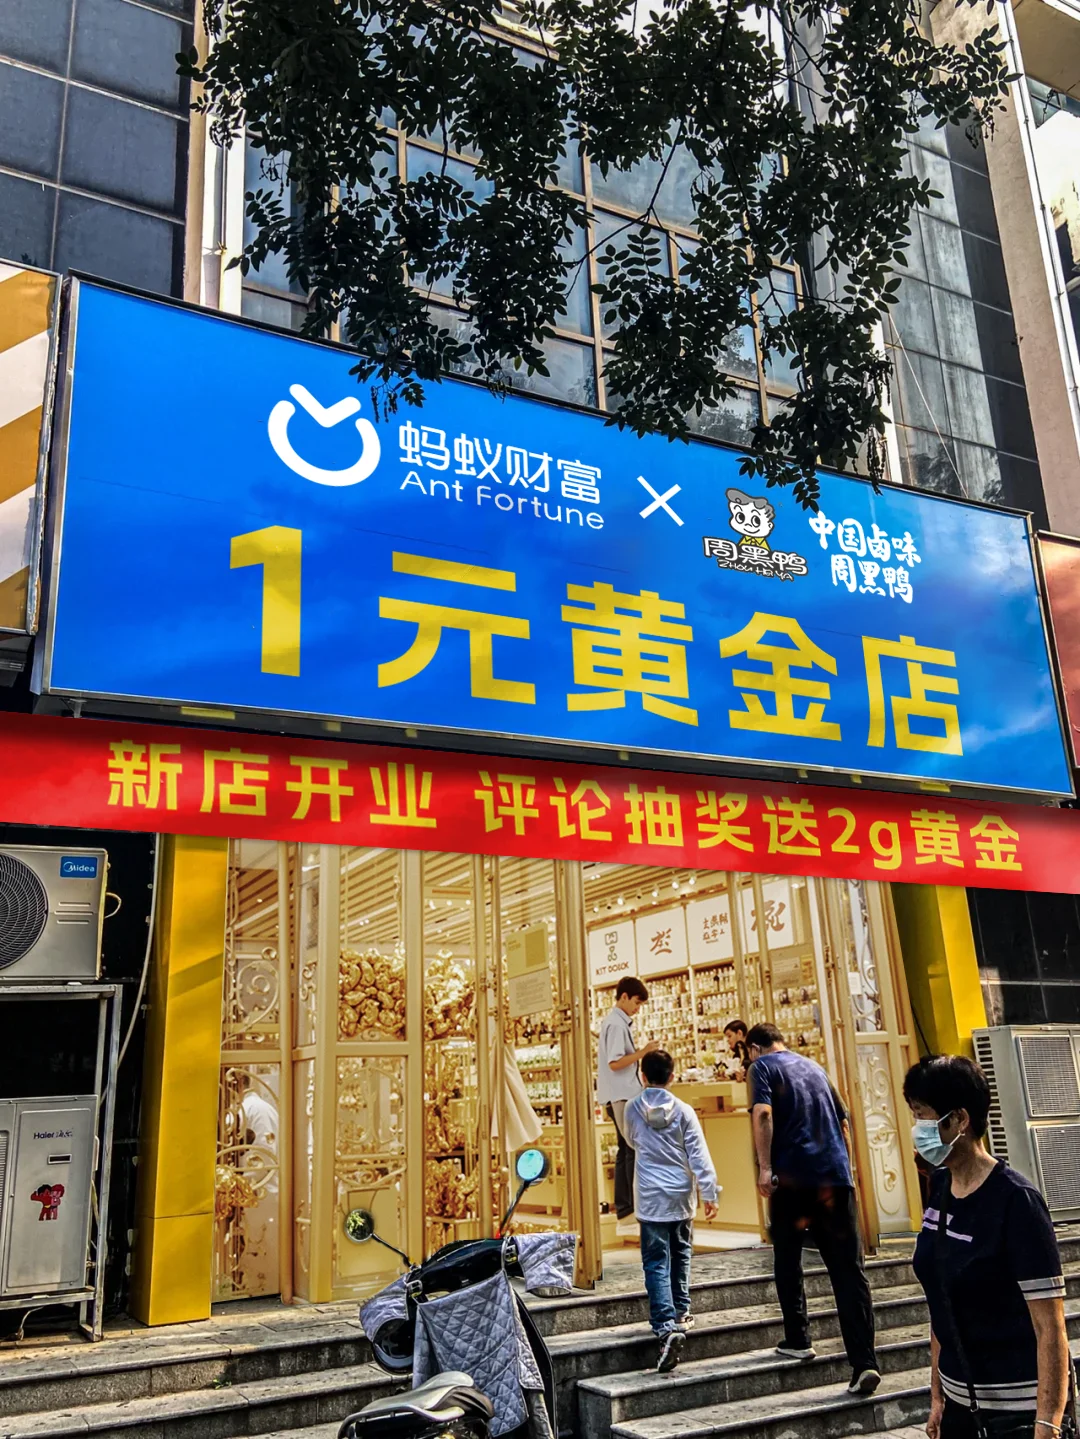 蚂蚁财富
Ant Fortune
×
周黑鸭
ZHOU HEI YA
中国卤味
周黑鸭
1元黄金店
新店开业 评论抽奖送2g黄金
Midea
Haier